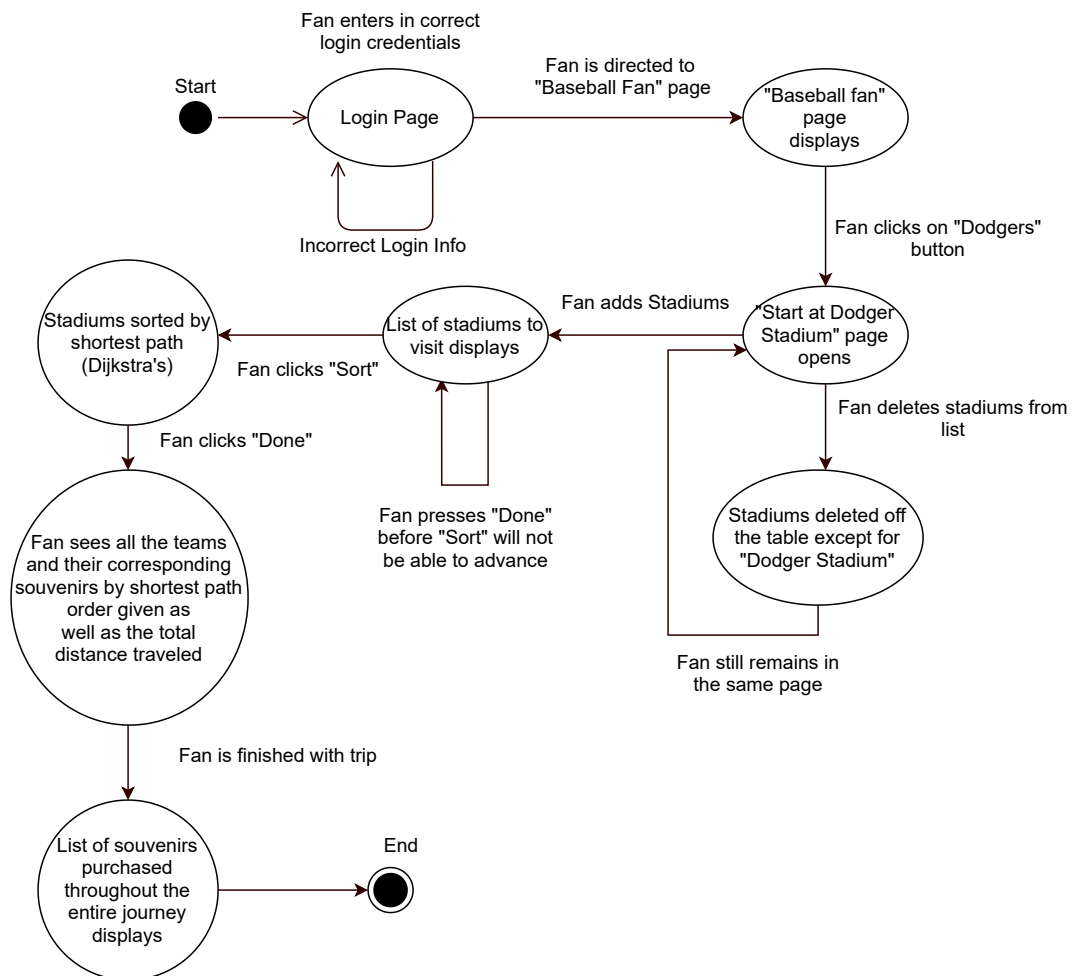 Fan enters in correct
login credentials
Start
Login Page
Fan is directed to
"Baseball Fan" page
"Baseball fan"
page
displays
Incorrect Login Info
Fan clicks on "Dodgers"
button
Stadiums sorted by
shortest path
(Dijkstra's)
Fan clicks "Sort"
List of stadiums to
visit displays
Fan adds Stadiums
"Start at Dodger
Stadium" page
opens
Fan clicks "Done"
Fan deletes stadiums from
list
Fan presses "Done"
before "Sort" will not
be able to advance
Stadiums deleted off
the table except for
"Dodger Stadium"
Fan sees all the teams
and their corresponding
souvenirs by shortest path
order given as
well as the total
distance traveled
Fan still remains in
the same page
Fan is finished with trip
List of souvenirs
purchased
throughout the
entire journey
displays
End